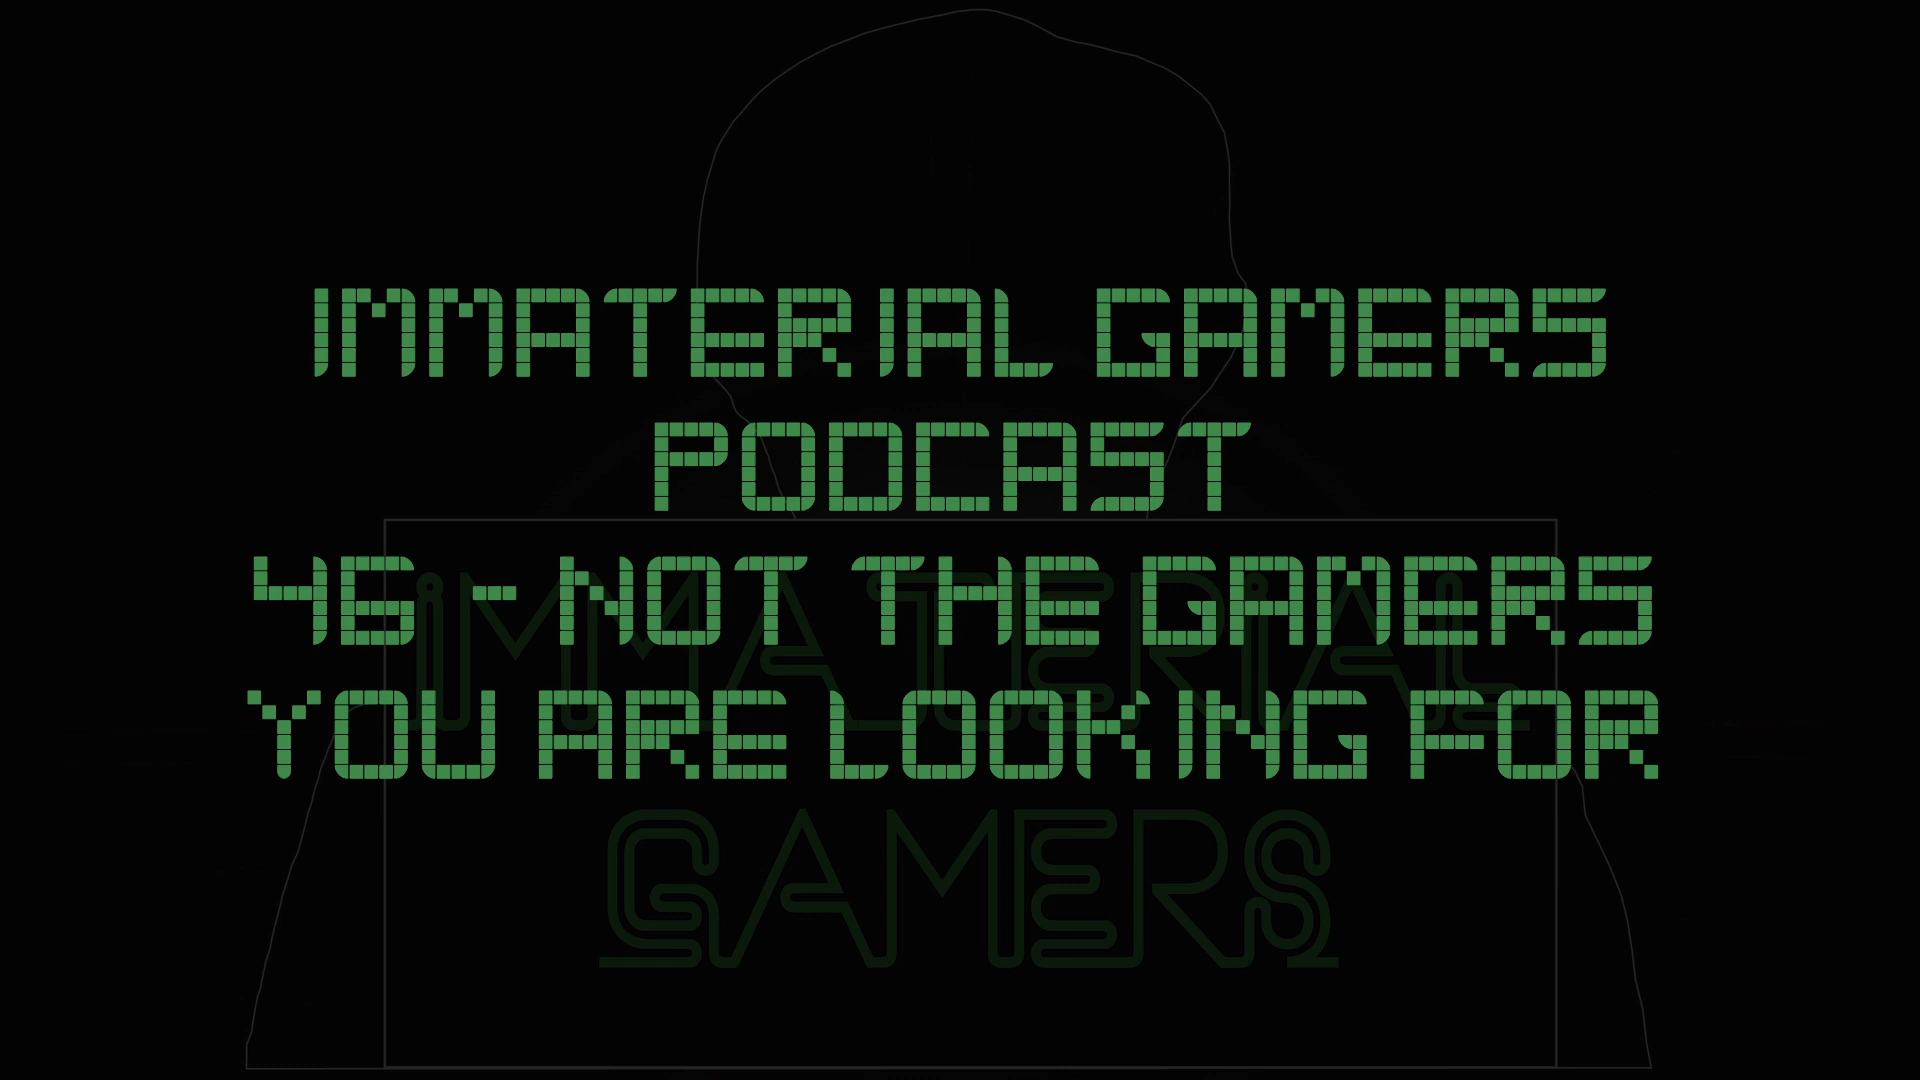 IMMATERIAL GAMERS
PODCAST
46 - NOT THE GAMERS
YOU ARE LOOKING FOR
iMMATERiAL
GAMERS